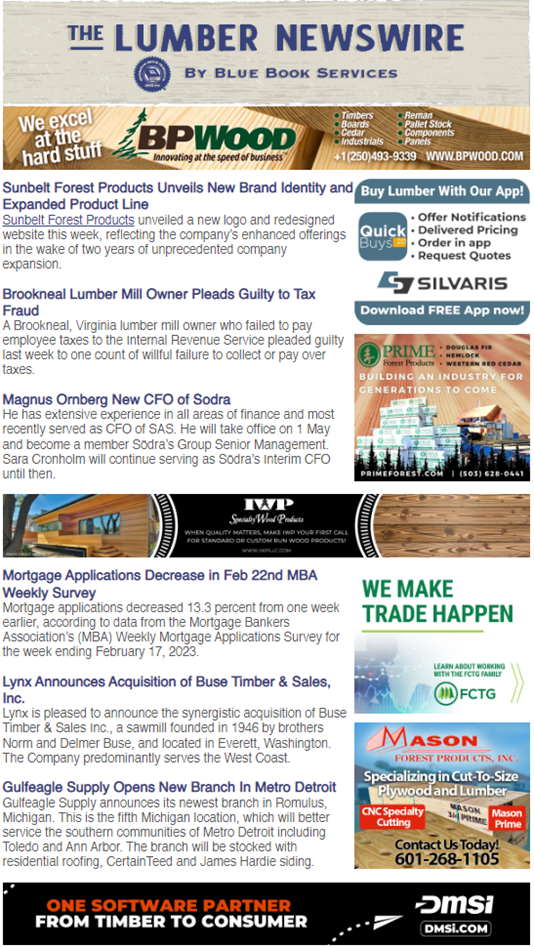 THE LUMBER NEWSWIRE
BY BLUE BOOK SERVICES
We excel
at the
hard stuff
BPWOOD
Innovating at the speed of business™
• Timbers
• Boards
• Cedar
• Industrials
• Reman
• Pallet Stock
• Components
• Panels
+1(250)493-9339 WWW.BPWOOD.COM
Sunbelt Forest Products Unveils New Brand Identity and
Expanded Product Line
Sunbelt Forest Products unveiled a new logo and redesigned
website this week, reflecting the company's enhanced offerings
in the wake of two years of unprecedented company
expansion.
Brookneal Lumber Mill Owner Pleads Guilty to Tax
Fraud
A Brookneal, Virginia lumber mill owner who failed to pay
employee taxes to the Internal Revenue Service pleaded guilty
last week to one count of willful failure to collect or pay over
taxes.
Magnus Ornberg New CFO of Sodra
He has extensive experience in all areas of finance and most
recently served as CFO of SAS. He will take office on 1 May
and become a member Södra's Group Senior Management.
Sara Cronholm will continue serving as Södra's Interim CFO
until then.
Buy Lumber With Our App!
Quick
Buys 2.0
• Offer Notifications
• Delivered Pricing
• Order in app
• Request Quotes
SILVARIS
Download FREE App now!
PRIME
Forest Products
• DOUGLAS FIR
• HEMLOCK
• WESTERN RED CEDAR
BUILDING AN INDUSTRY FOR
GENERATIONS TO COME
PRIMEFOREST.COM | (503) 628-0441
IWP
Specialty Wood Products
WHEN QUALITY MATTERS, MAKE IWP YOUR FIRST CALL
FOR STANDARD OR CUSTOM RUN WOOD PRODUCTS!
WWW.IWPLLC.COM
Mortgage Applications Decrease in Feb 22nd MBA
Weekly Survey
Mortgage applications decreased 13.3 percent from one week
earlier, according to data from the Mortgage Bankers
Association's (MBA) Weekly Mortgage Applications Survey for
the week ending February 17, 2023.
Lynx Announces Acquisition of Buse Timber & Sales,
Inc.
Lynx is pleased to announce the synergistic acquisition of Buse
Timber & Sales Inc., a sawmill founded in 1946 by brothers
Norm and Delmer Buse, and located in Everett, Washington.
The Company predominantly serves the West Coast.
Gulfeagle Supply Opens New Branch In Metro Detroit
Gulfeagle Supply announces its newest branch in Romulus,
Michigan. This is the fifth Michigan location, which will better
service the southern communities of Metro Detroit including
Toledo and Ann Arbor. The branch will be stocked with
residential roofing, CertainTeed and James Hardie siding.
WE MAKE
TRADE HAPPEN
LEARN ABOUT WORKING
WITH THE FCTG FAMILY
FCTG
MASON
FOREST PRODUCTS, INC.
Specializing in Cut-To-Size
Plywood and Lumber
CNC Specialty
Cutting
MASON
3/4 PRIME
Mason
Prime
Contact Us Today!
601-268-1105
ONE SOFTWARE PARTNER
FROM TIMBER TO CONSUMER
DMSi
DMSI.COM